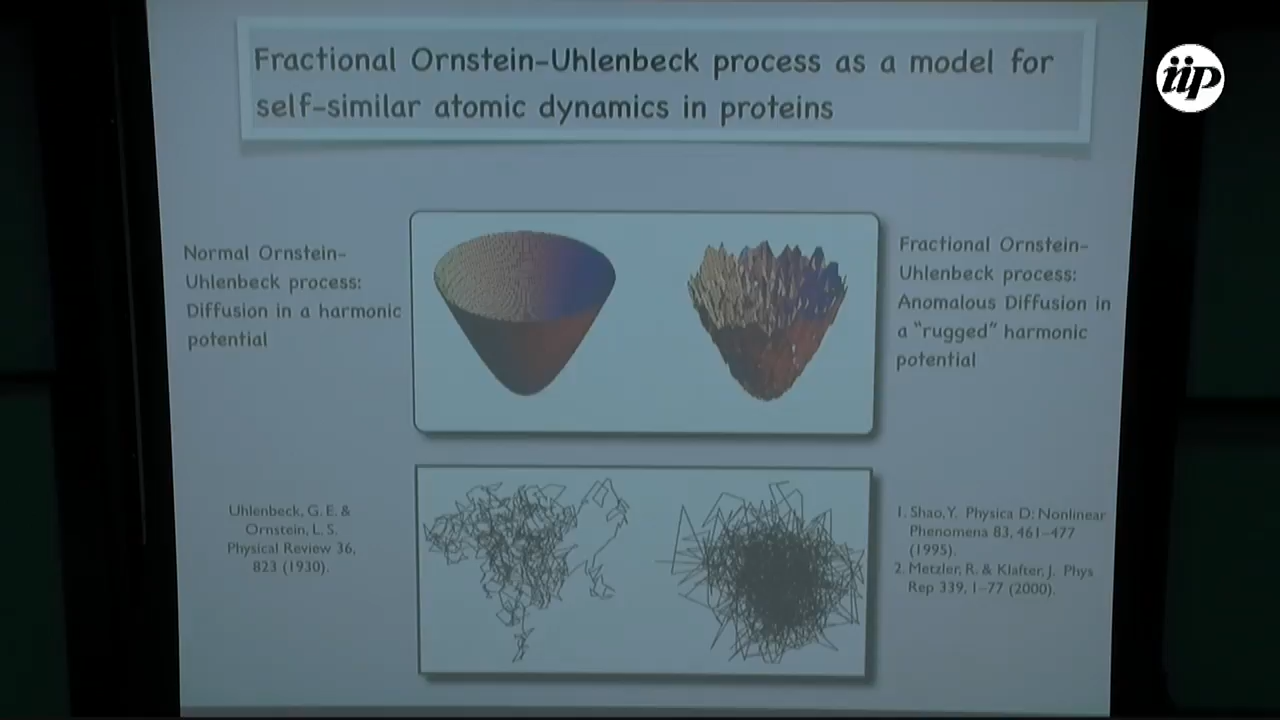 Fractional Ornstein-Uhlenbeck process as a model for
self-similar atomic dynamics in proteins
iip
Normal Ornstein-
Uhlenbeck process:
Diffusion in a harmonic
potential
Fractional Ornstein-
Uhlenbeck process:
Anomalous Diffusion in
a “rugged” harmonic
potential
Uhlenbeck, G. E. &
Ornstein, L. S.
Physical Review 36,
823 (1930).
1. Shao, Y. Physica D: Nonlinear
Phenomena 83, 461–477
(1995).
2. Metzler, R. & Klafter, J. Phys
Rep 339, 1–77 (2000).